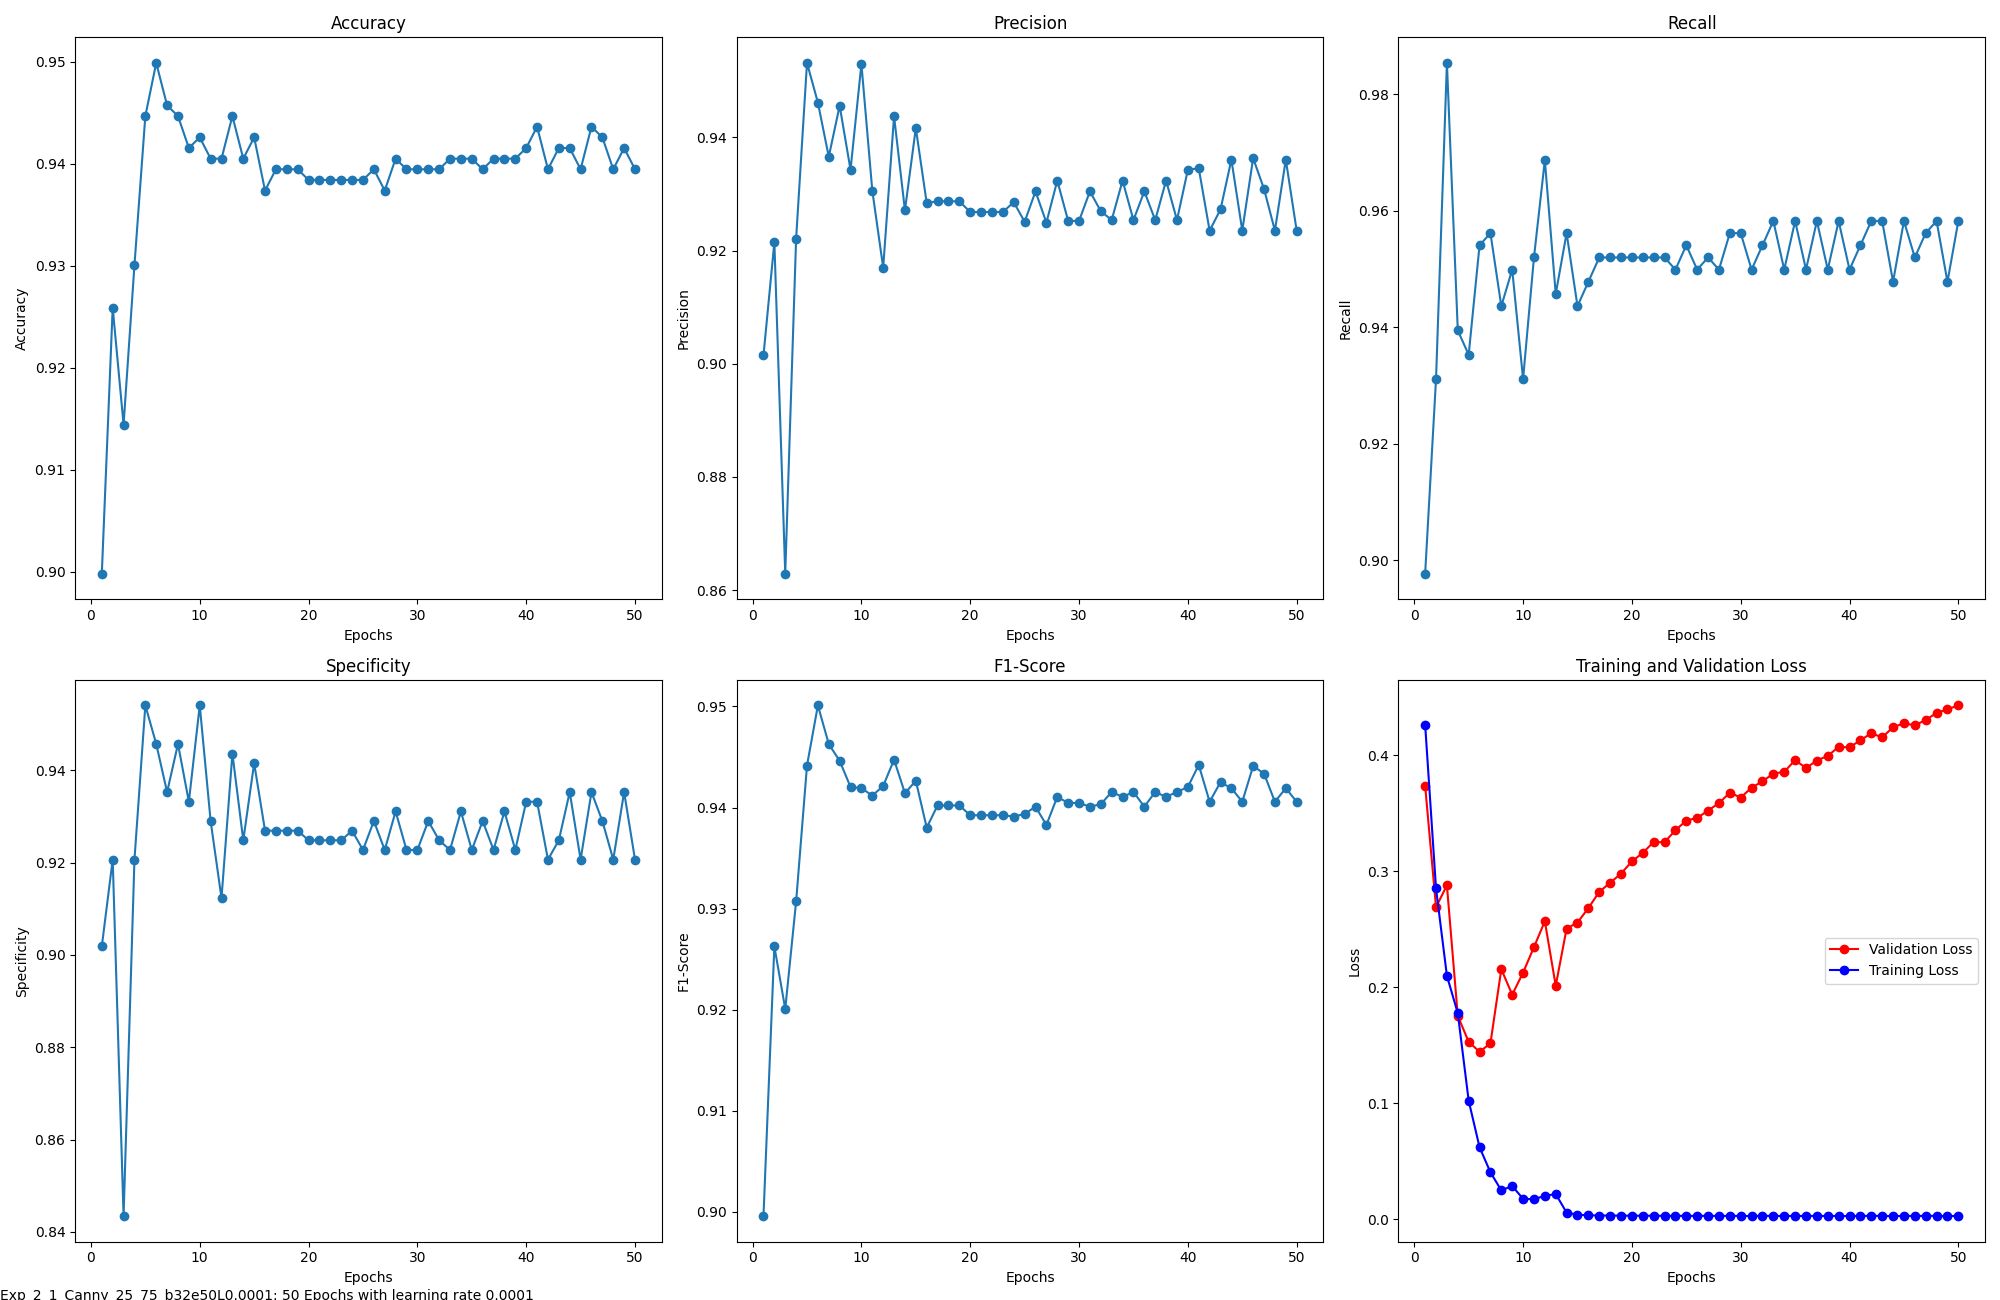 Accuracy
Precision
Recall
0.95
0.94
0.93
0.92
0.91
0.90
Accuracy
0 10 20 30 40 50
Epochs
0.94
0.92
0.90
0.88
0.86
Precision
0 10 20 30 40 50
Epochs
0.98
0.96
0.94
0.92
0.90
Recall
0 10 20 30 40 50
Epochs
Specificity
F1-Score
Training and Validation Loss
0.94
0.92
0.90
0.88
0.86
0.84
Specificity
0 10 20 30 40 50
Epochs
0.95
0.94
0.93
0.92
0.91
0.90
F1-Score
0 10 20 30 40 50
Epochs
0.4
0.3
0.2
0.1
0.0
Loss
Validation Loss
Training Loss
0 10 20 30 40 50
Epochs
Exp_2_1_Canny_25_75_b32e50L0.0001: 50 Epochs with learning rate 0.0001